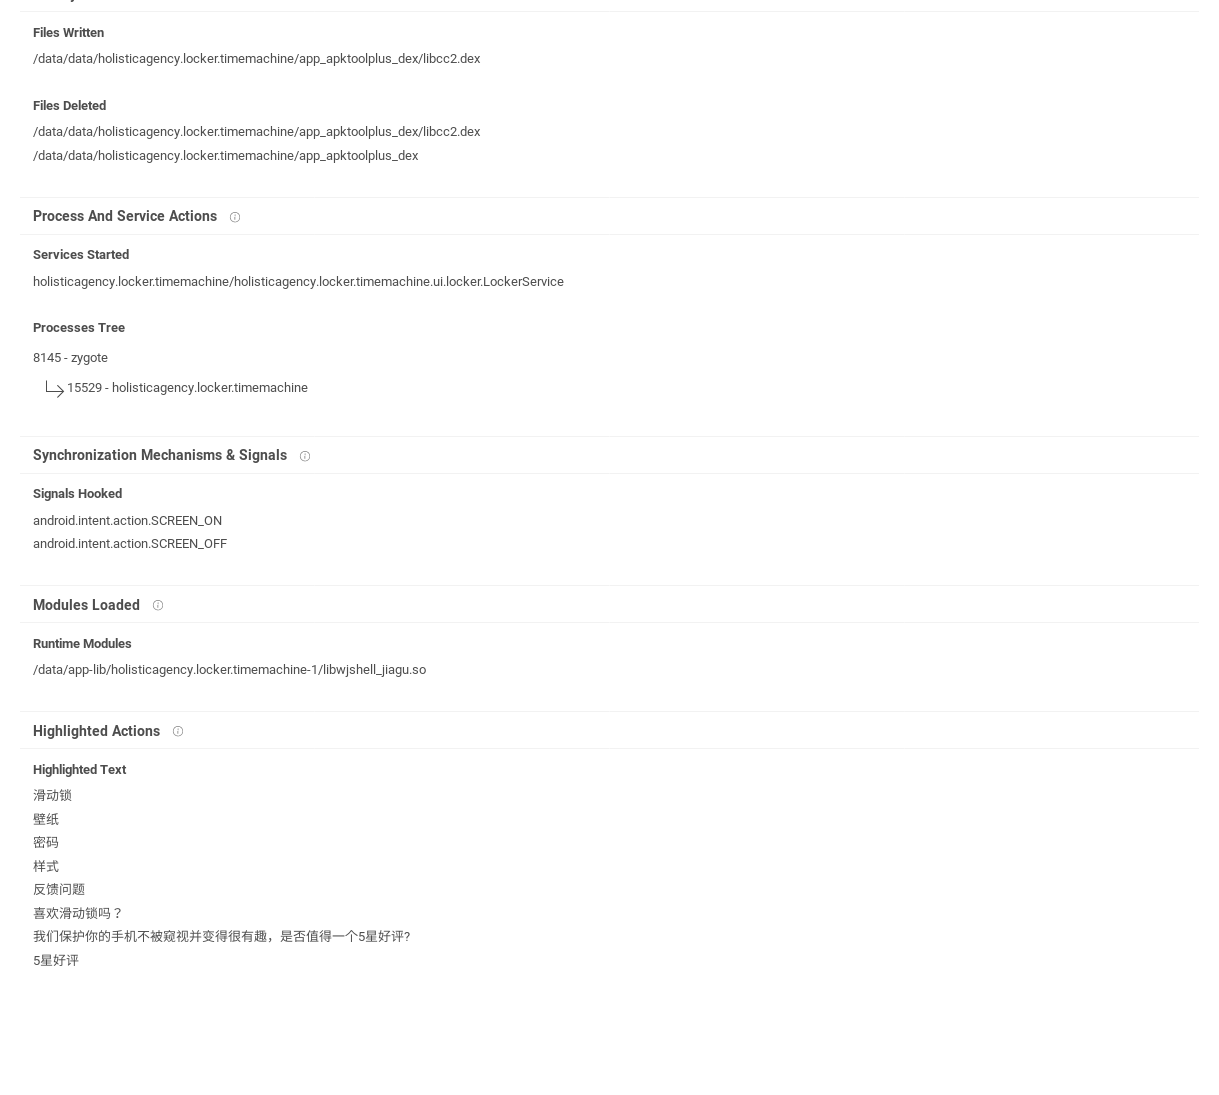 Files Written
/data/data/holisticagency.locker.timemachine/app_apktoolplus_dex/libcc2.dex
Files Deleted
/data/data/holisticagency.locker.timemachine/app_apktoolplus_dex/libcc2.dex
/data/data/holisticagency.locker.timemachine/app_apktoolplus_dex
Process And Service Actions
Services Started
holisticagency.locker.timemachine/holisticagency.locker.timemachine.ui.locker.LockerService
Processes Tree
8145 - zygote
15529 - holisticagency.locker.timemachine
Synchronization Mechanisms & Signals
Signals Hooked
android.intent.action.SCREEN_ON
android.intent.action.SCREEN_OFF
Modules Loaded
Runtime Modules
/data/app-lib/holisticagency.locker.timemachine-1/libwjshell_jiagu.so
Highlighted Actions
Highlighted Text
滑动锁
壁纸
密码
样式
反馈问题
喜欢滑动锁吗？
我们保护你的手机不被窥视并变得很有趣，是否值得一个5星好评?
5星好评